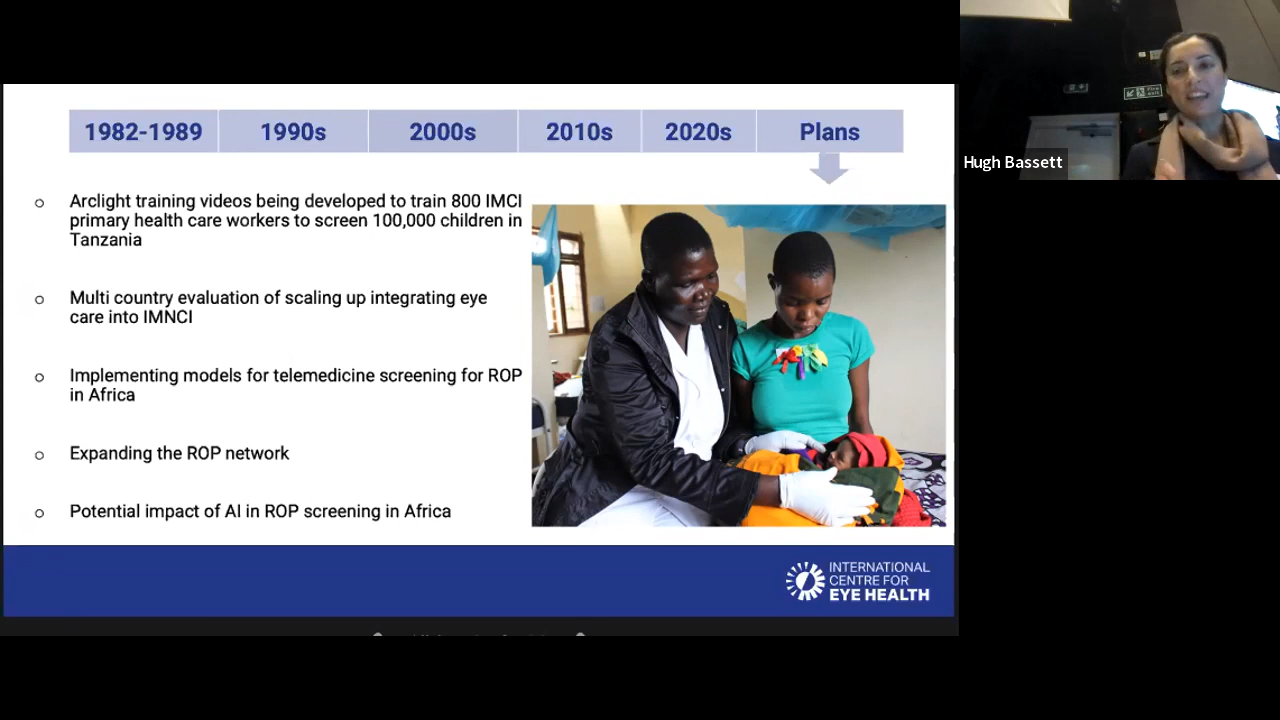 1982-1989 1990s 2000s 2010s 2020s Plans
Arclight training videos being developed to train 800 IMCI
primary health care workers to screen 100,000 children in
Tanzania
Multi country evaluation of scaling up integrating eye
care into IMNCI
Implementing models for telemedicine screening for ROP
in Africa
Expanding the ROP network
Potential impact of AI in ROP screening in Africa
INTERNATIONAL
CENTRE FOR
EYE HEALTH
Hugh Bassett